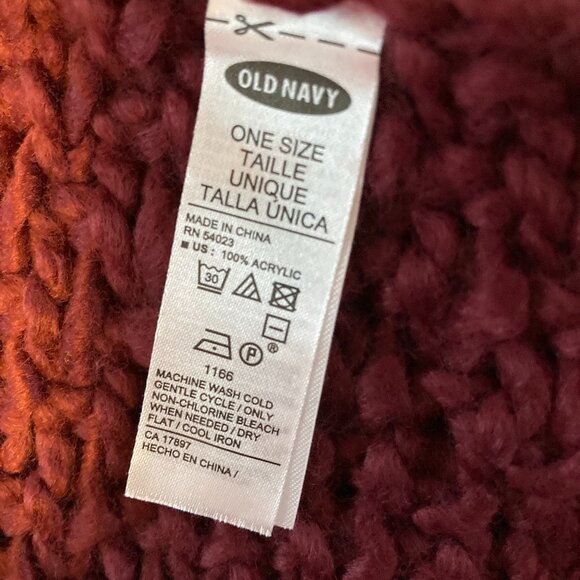 OLD NAVY
ONE SIZE
TAILLE
UNIQUE
TALLA ÚNICA
MADE IN CHINA
RN 54023
■ US : 100% ACRYLIC
30
P®
1166
MACHINE WASH COLD
GENTLE CYCLE / ONLY
NON-CHLORINE BLEACH
WHEN NEEDED / DRY
FLAT / COOL IRON
CA 17897
HECHO EN CHINA /